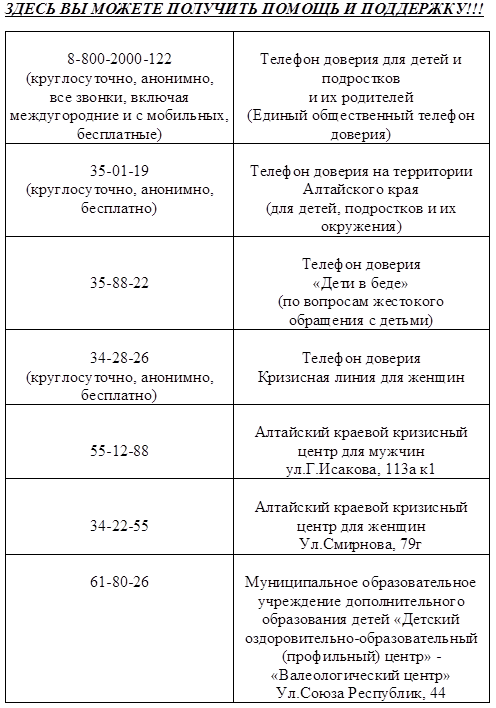 ЗДЕСЬ ВЫ МОЖЕТЕ ПОЛУЧИТЬ ПОМОЩЬ И ПОДДЕРЖКУ!!!
8-800-2000-122
(круглосуточно, анонимно,
все звонки, включая
междугородние и с мобильных,
бесплатные)
Телефон доверия для детей и
подростков
и их родителей
(Единый общественный телефон
доверия)
35-01-19
(круглосуточно, анонимно,
бесплатно)
Телефон доверия на территории
Алтайского края
(для детей, подростков и их
окружения)
35-88-22
Телефон доверия
«Дети в беде»
(по вопросам жестокого
обращения с детьми)
34-28-26
(круглосуточно, анонимно,
бесплатно)
Телефон доверия
Кризисная линия для женщин
55-12-88
Алтайский краевой кризисный
центр для мужчин
ул.Г.Исакова, 113а к1
34-22-55
Алтайский краевой кризисный
центр для женщин
Ул.Смирнова, 79г
61-80-26
Муниципальное образовательное
учреждение дополнительного
образования детей «Детский
оздоровительно-образовательный
(профильный) центр» -
«Валеологический центр»
Ул.Союза Республик, 44